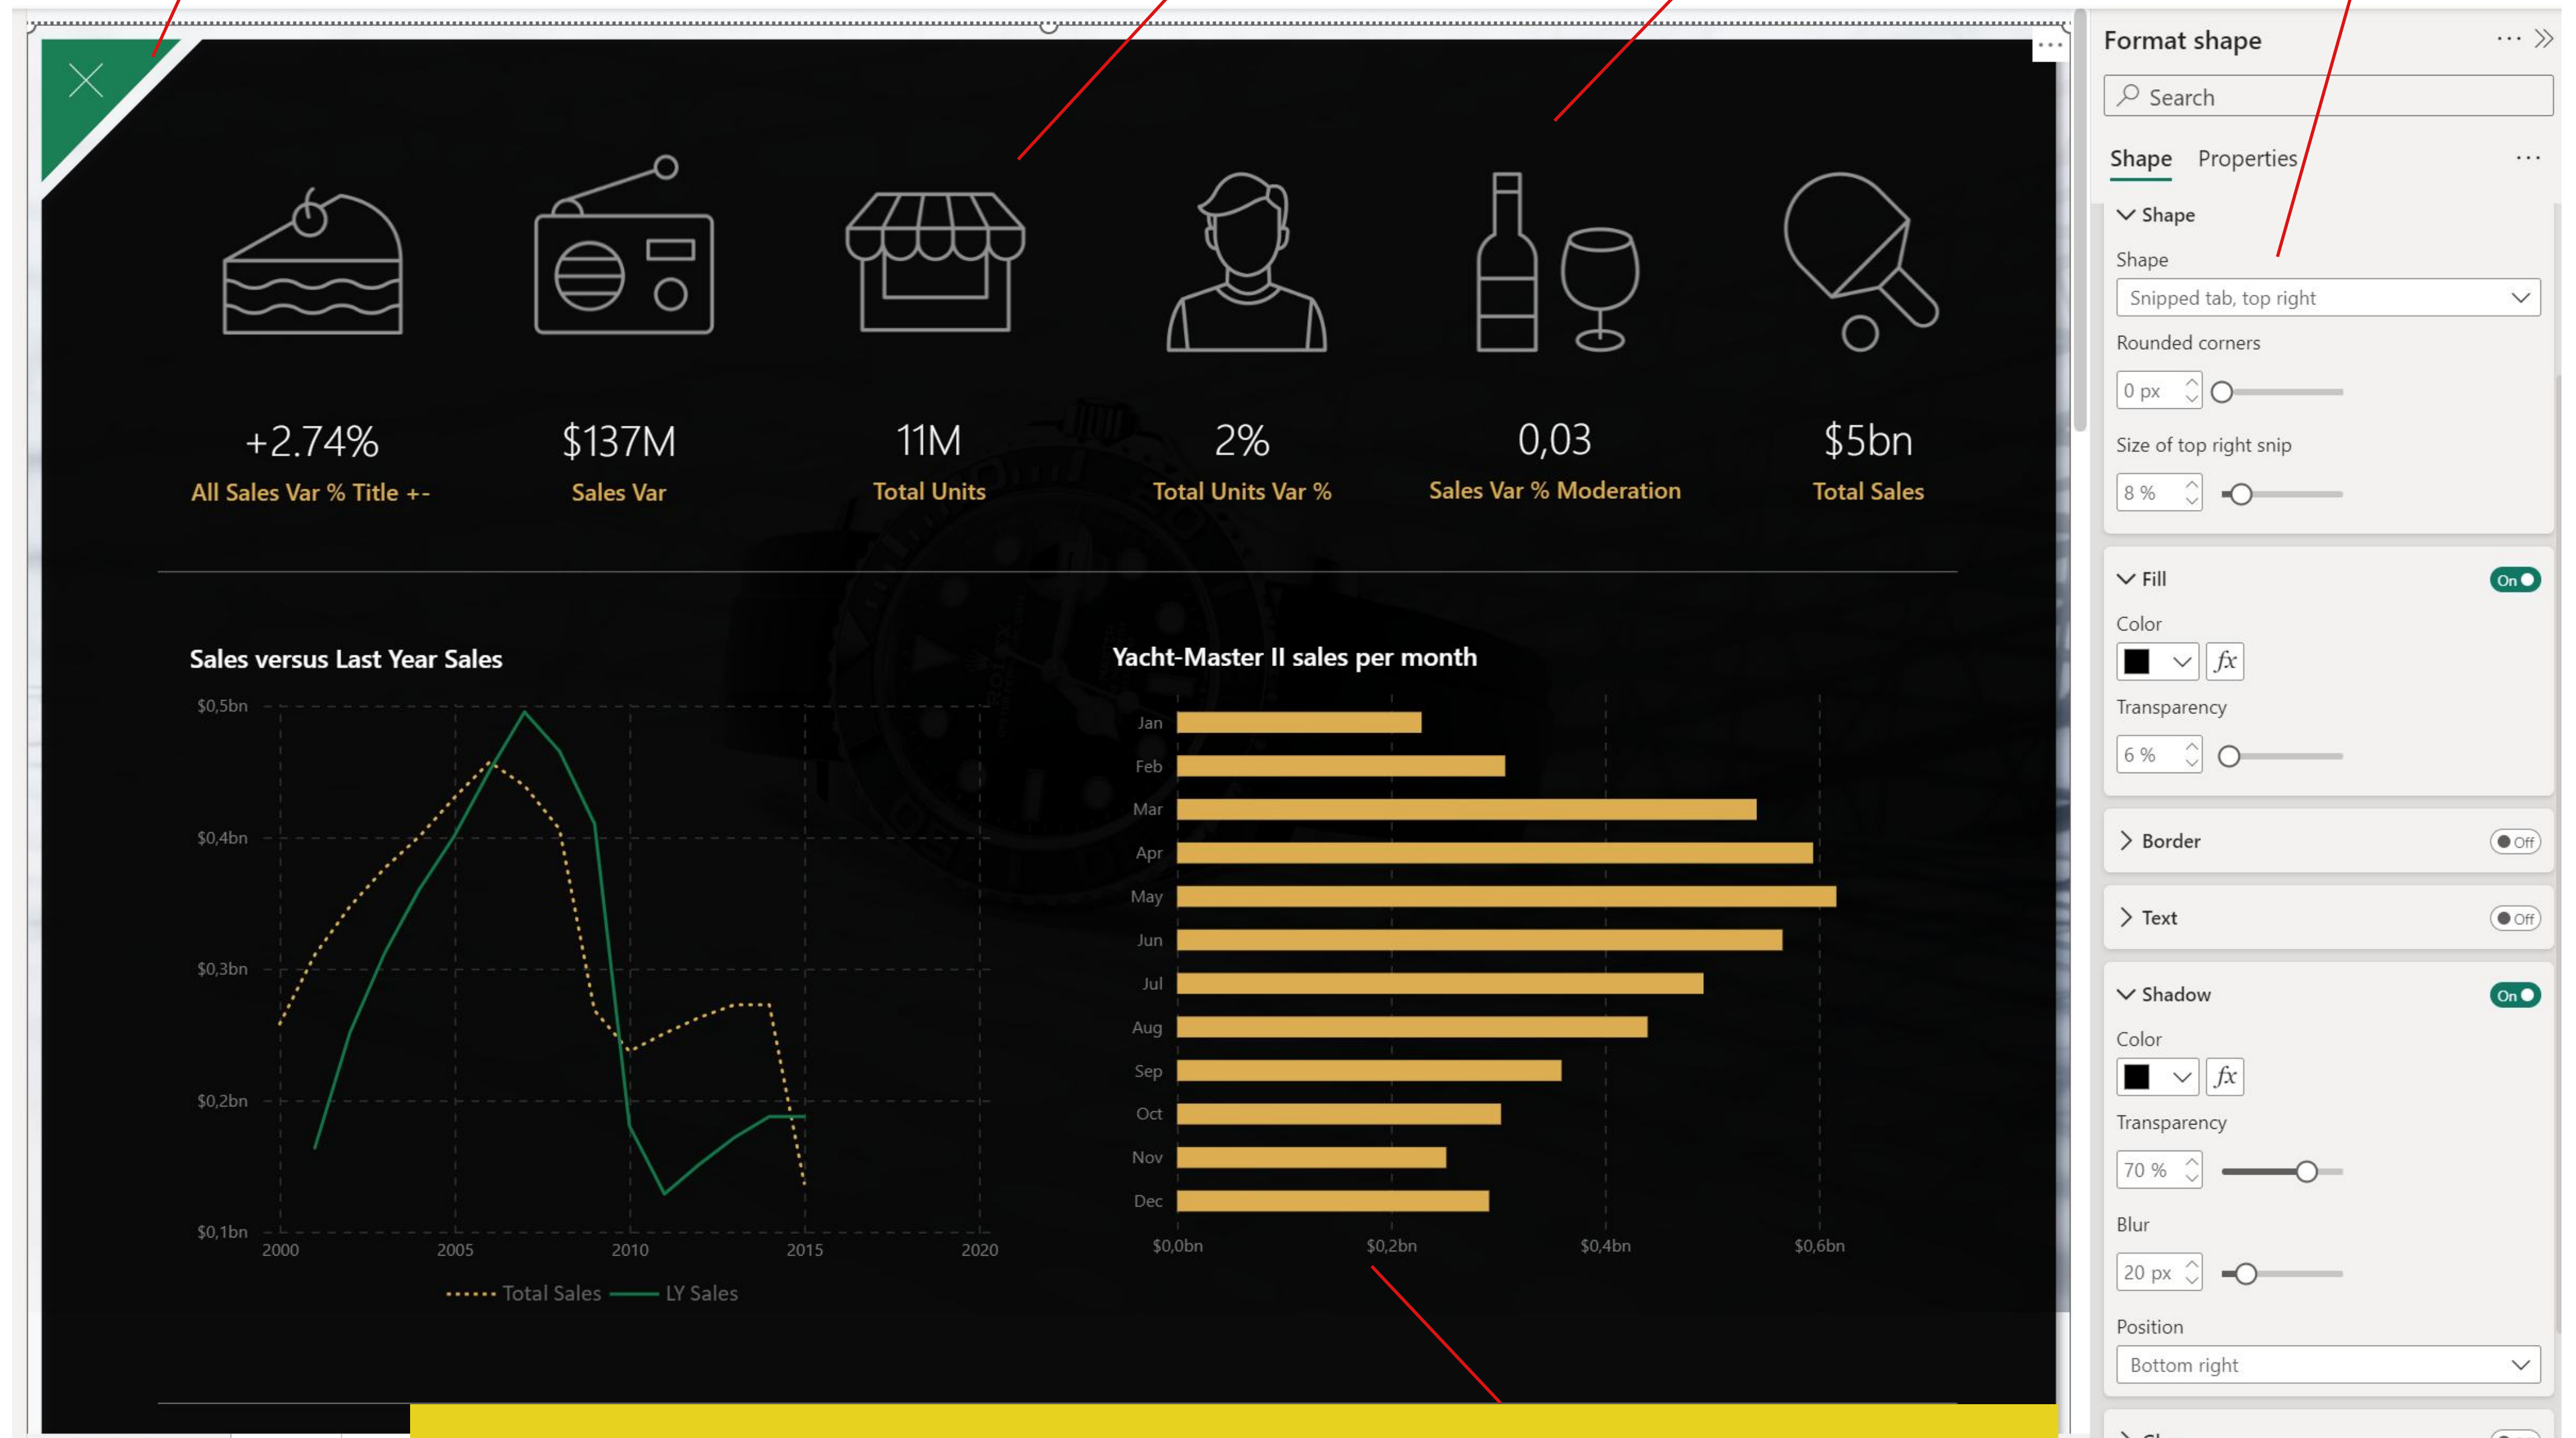 +2.74%
$137M
11M
2%
0,03
$5bn
All Sales Var % Title +-
Sales Var
Total Units
Total Units Var %
Sales Var % Moderation
Total Sales
Sales versus Last Year Sales
$0,5bn
$0,4bn
$0,3bn
$0,2bn
$0,1bn
2000
2005
2010
2015
2020
Total Sales
LY Sales
Yacht-Master II sales per month
Jan
Feb
Mar
Apr
May
Jun
Jul
Aug
Sep
Oct
Nov
Dec
$0,0bn
$0,2bn
$0,4bn
$0,6bn
Format shape
Search
Shape
Properties
Shape
Shape
Snipped tab, top right
Rounded corners
0 px
Size of top right snip
8 %
Fill
On
Color
fx
Transparency
6 %
Border
Off
Text
Off
Shadow
On
Color
fx
Transparency
70 %
Blur
20 px
Position
Bottom right